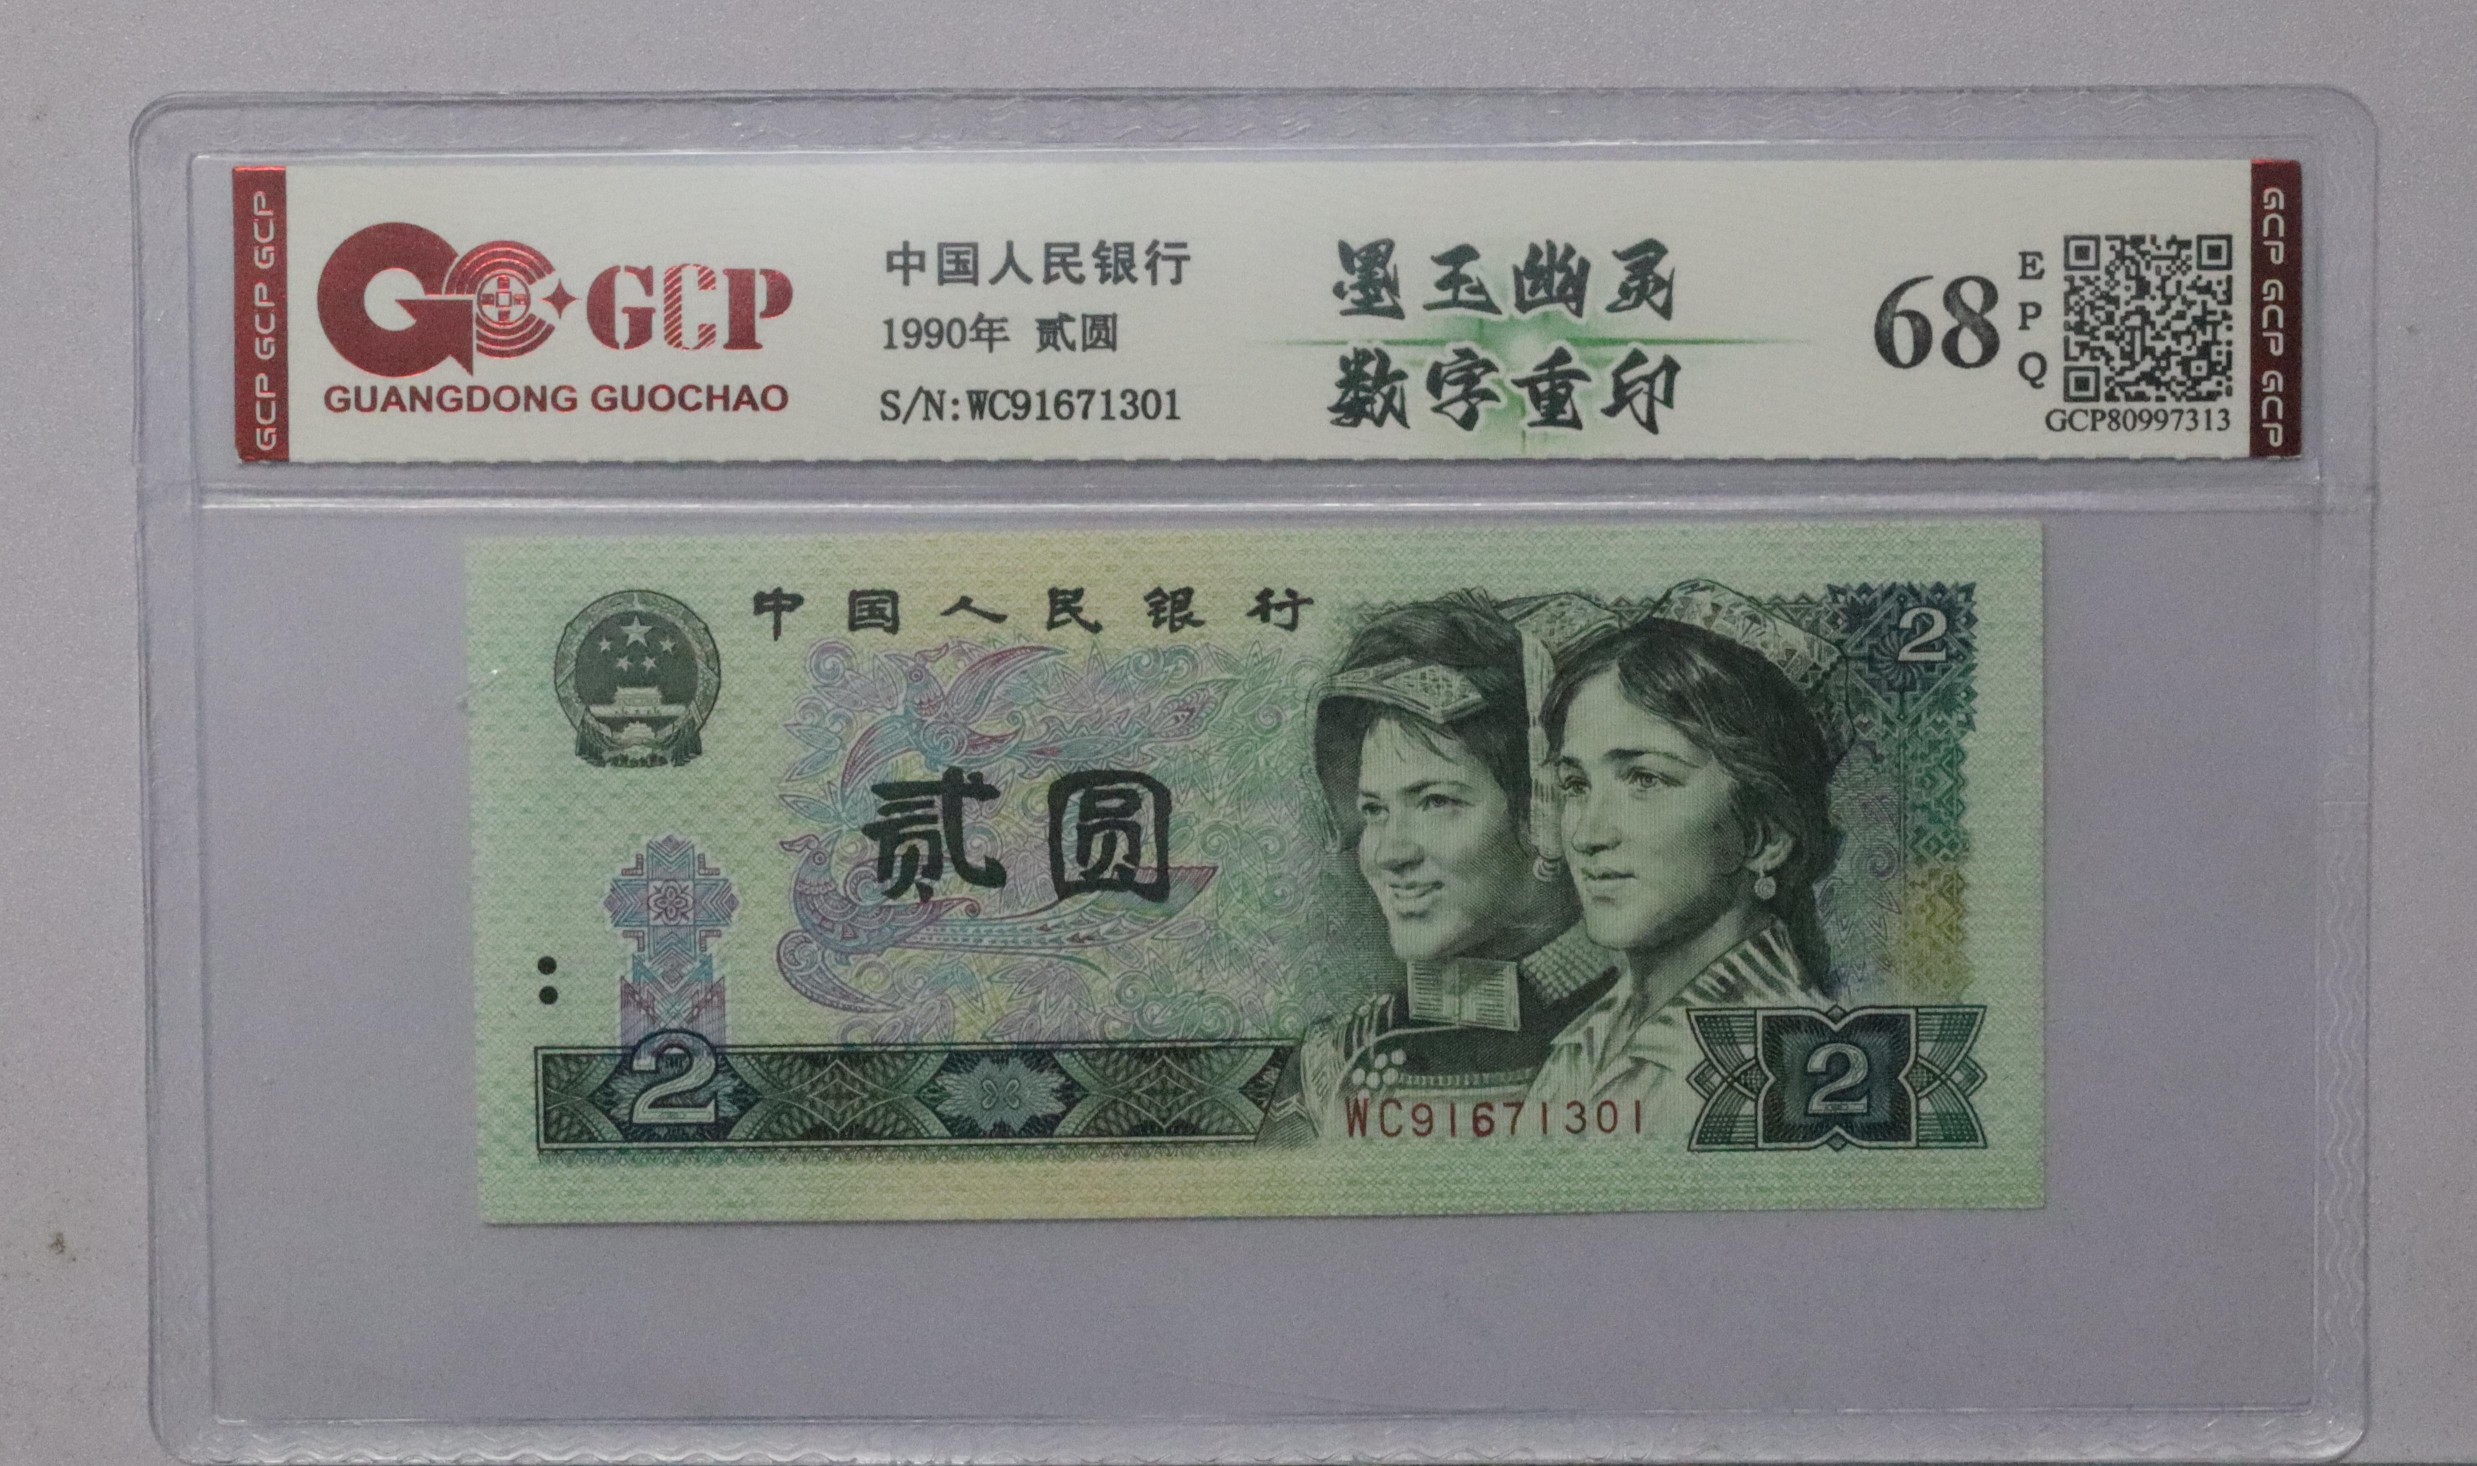 GCP GCP GCP
GCP
GUANGDONG GUOCHAO
中国人民银行
1990年 贰圆
S/N:WC91671301
墨玉幽灵
数字重印
68
E
P
Q
GCP80997313
GCP GCP GCP
中国人民银行
2
贰圆
2
WC91671301
2